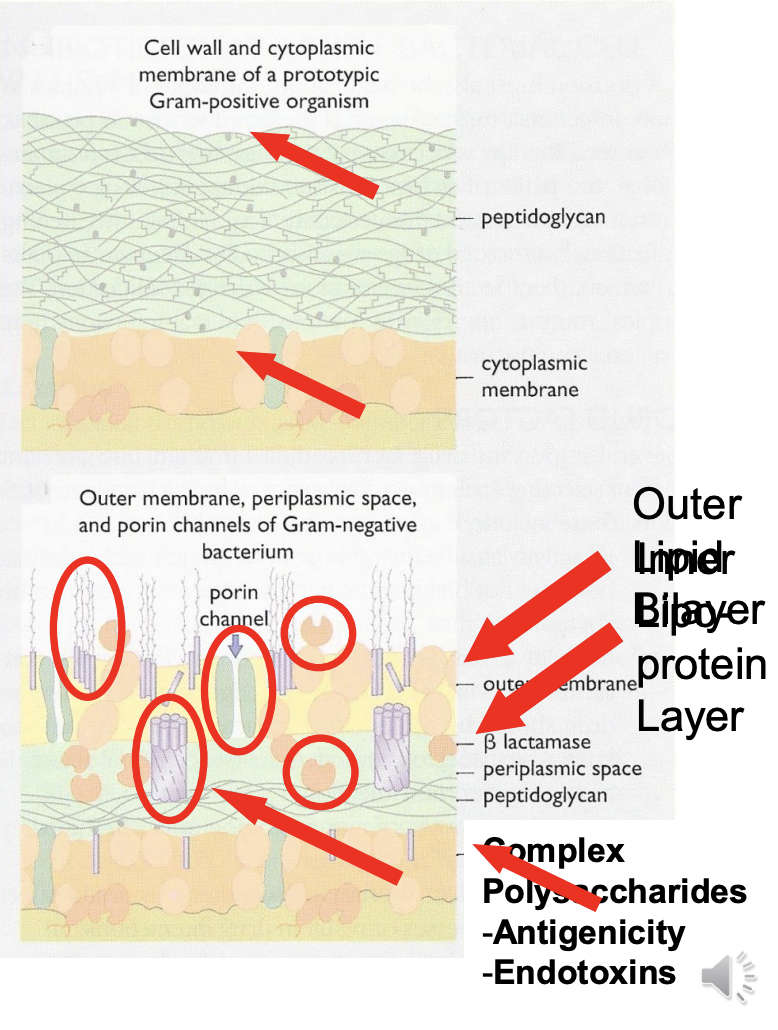 Cell wall and cytoplasmic
membrane of a prototypic
Gram-positive organism
peptidoglycan
cytoplasmic
membrane
Outer membrane, periplasmic space,
and porin channels of Gram-negative
bacterium
porin
channel
outer membrane
β lactamase
periplasmic space
peptidoglycan
Outer
Lipid
Bilayer
Inner
Lipo-
protein
Layer
Complex
Polysaccharides
-Antigenicity
-Endotoxins